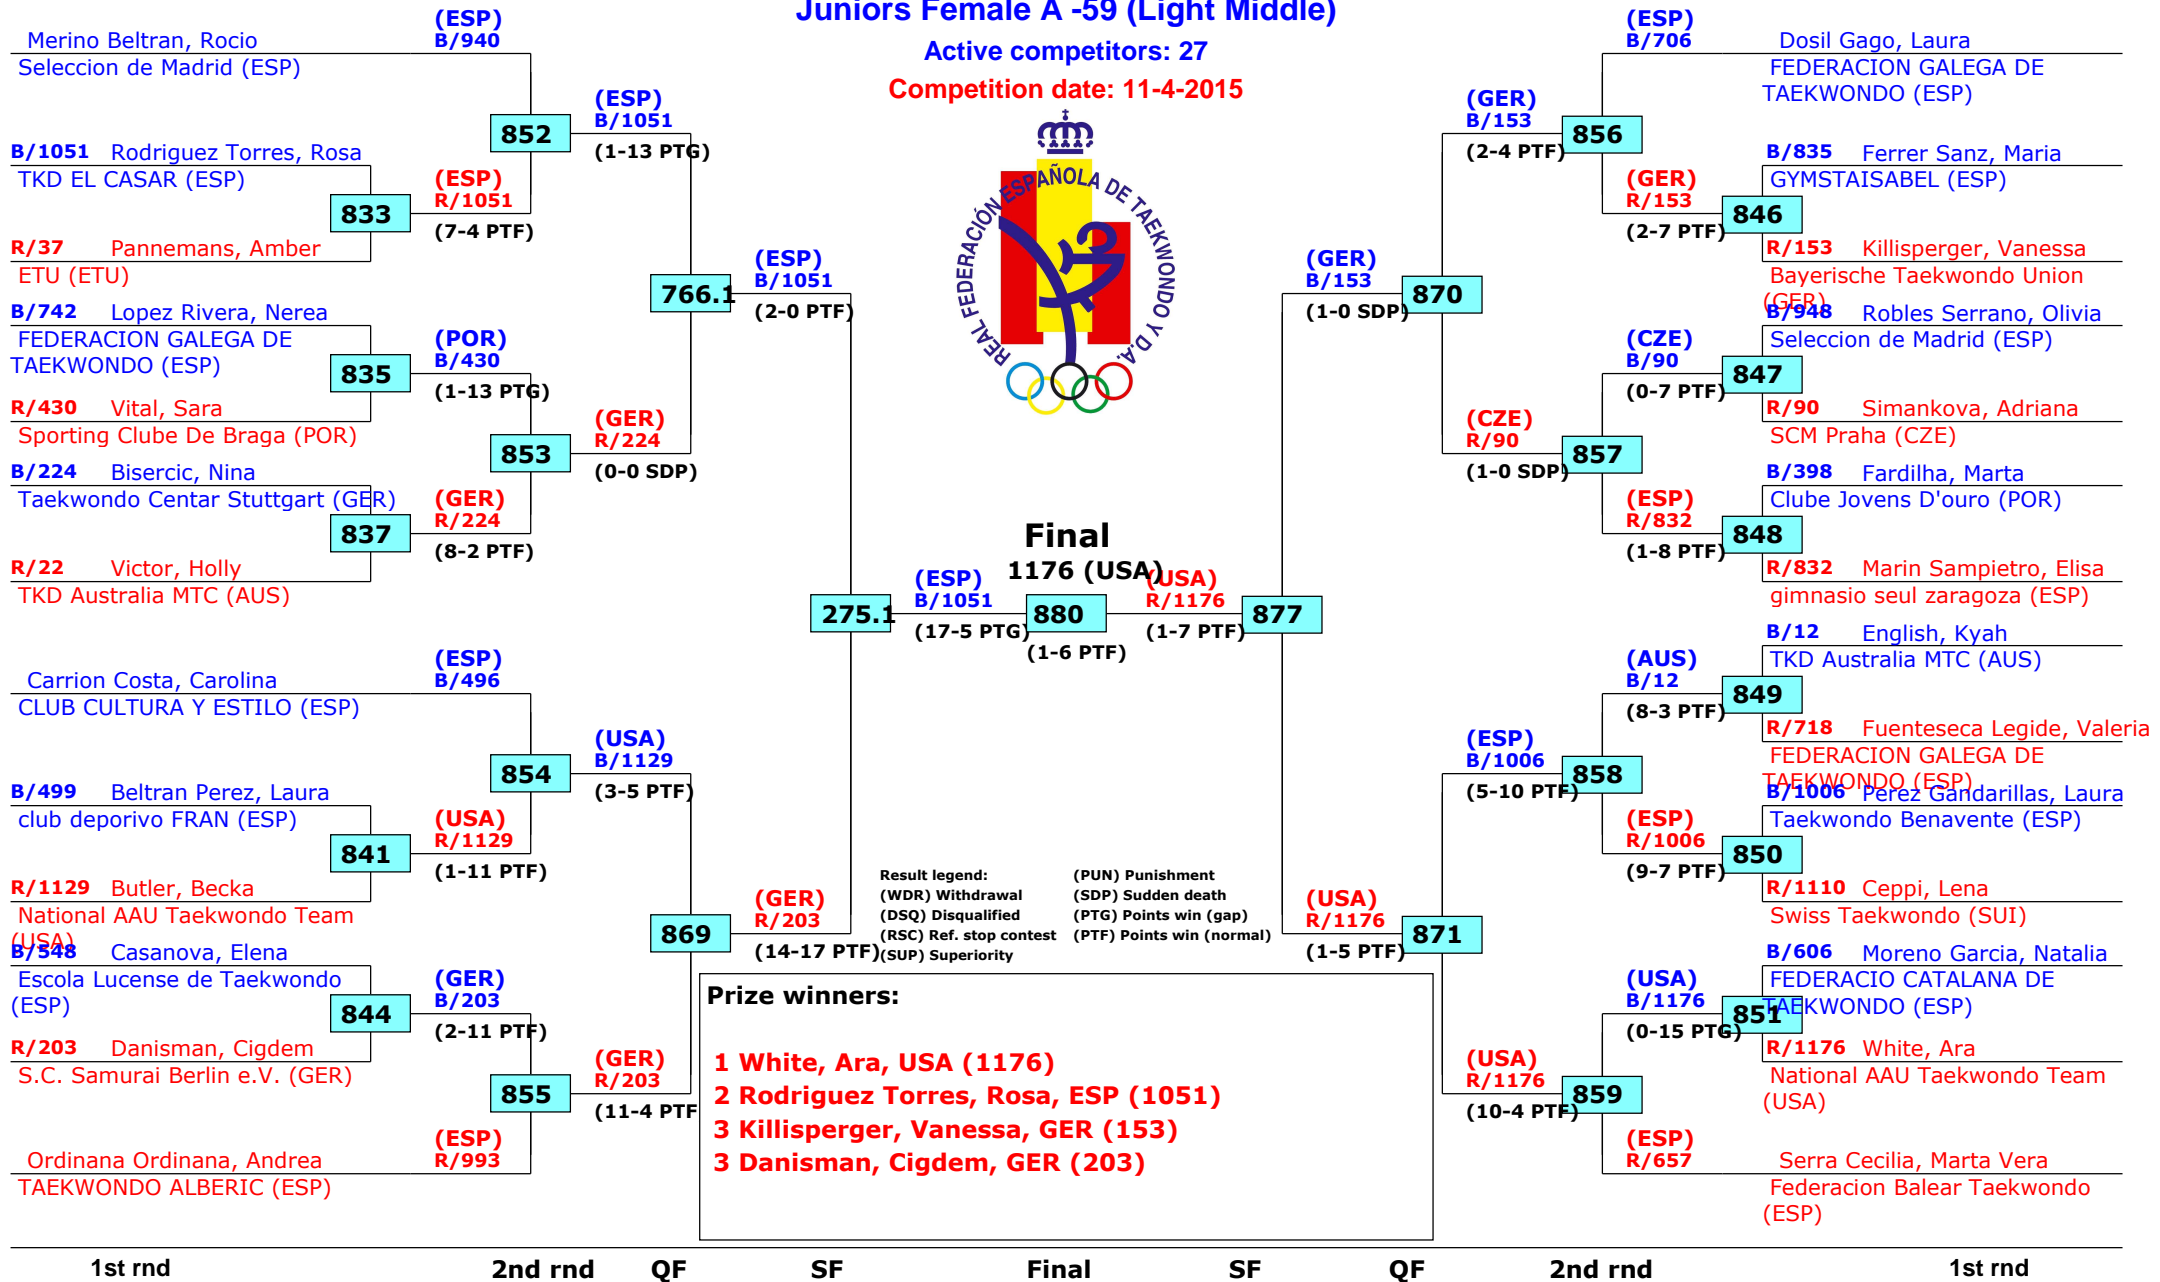 Juniors Female A -59 (Light Middle)
Active competitors: 27
Competition date: 11-4-2015
REAL FEDERACIÓN ESPAÑOLA DE TAEKWONDO Y D.A.
(ESP)
B/940
Merino Beltran, Rocio
Seleccion de Madrid (ESP)
852
(ESP)
B/1051
(1-13 PTG)
B/1051 Rodriguez Torres, Rosa
TKD EL CASAR (ESP)
833
(ESP)
R/1051
(7-4 PTF)
R/37 Pannemans, Amber
ETU (ETU)
766.1
(ESP)
B/1051
(2-0 PTF)
B/742 Lopez Rivera, Nerea
FEDERACION GALEGA DE
TAEKWONDO (ESP)
835
(POR)
B/430
(1-13 PTG)
R/430 Vital, Sara
Sporting Clube De Braga (POR)
853
(GER)
R/224
(0-0 SDP)
B/224 Bisercic, Nina
Taekwondo Centar Stuttgart (GER)
837
(GER)
R/224
(8-2 PTF)
R/22 Victor, Holly
TKD Australia MTC (AUS)
275.1
(ESP)
B/1051
(17-5 PTG)
Final
1176 (USA)
880
(1-6 PTF)
(ESP)
B/496
Carrion Costa, Carolina
CLUB CULTURA Y ESTILO (ESP)
854
(USA)
B/1129
(3-5 PTF)
B/499 Beltran Perez, Laura
club deporivo FRAN (ESP)
841
(USA)
R/1129
(1-11 PTF)
R/1129 Butler, Becka
National AAU Taekwondo Team
(USA)
869
(GER)
R/203
(14-17 PTF)
B/548 Casanova, Elena
Escola Lucense de Taekwondo
(ESP)
844
(GER)
B/203
(2-11 PTF)
R/203 Danisman, Cigdem
S.C. Samurai Berlin e.V. (GER)
855
(GER)
R/203
(11-4 PTF
(ESP)
R/993
Ordinana Ordinana, Andrea
TAEKWONDO ALBERIC (ESP)
(ESP)
B/706
Dosil Gago, Laura
FEDERACION GALEGA DE
TAEKWONDO (ESP)
(GER)
B/153
(2-4 PTF)
856
B/835 Ferrer Sanz, Maria
GYMSTAISABEL (ESP)
(GER)
R/153
(2-7 PTF)
846
R/153 Killisperger, Vanessa
Bayerische Taekwondo Union
(GER)
(GER)
B/153
(1-0 SDP)
870
B/948 Robles Serrano, Olivia
Seleccion de Madrid (ESP)
(CZE)
B/90
(0-7 PTF)
847
R/90 Simankova, Adriana
SCM Praha (CZE)
(CZE)
R/90
(1-0 SDP)
857
B/398 Fardilha, Marta
Clube Jovens D'ouro (POR)
(ESP)
R/832
(1-8 PTF)
848
R/832 Marin Sampietro, Elisa
gimnasio seul zaragoza (ESP)
(USA)
R/1176
(1-7 PTF)
877
B/12 English, Kyah
TKD Australia MTC (AUS)
(AUS)
B/12
(8-3 PTF)
849
R/718 Fuenteseca Legide, Valeria
FEDERACION GALEGA DE
TAEKWONDO (ESP)
(ESP)
B/1006
(5-10 PTF)
858
B/1006 Perez Gandarillas, Laura
Taekwondo Benavente (ESP)
(ESP)
R/1006
(9-7 PTF)
850
R/1110 Ceppi, Lena
Swiss Taekwondo (SUI)
(USA)
R/1176
(1-5 PTF)
871
B/606 Moreno Garcia, Natalia
FEDERACIO CATALANA DE
TAEKWONDO (ESP)
(USA)
B/1176
(0-15 PTG)
851
R/1176 White, Ara
National AAU Taekwondo Team
(USA)
(USA)
R/1176
(10-4 PTF)
859
(ESP)
R/657
Serra Cecilia, Marta Vera
Federacion Balear Taekwondo
(ESP)
Result legend:
(WDR) Withdrawal
(DSQ) Disqualified
(RSC) Ref. stop contest
(SUP) Superiority
(PUN) Punishment
(SDP) Sudden death
(PTG) Points win (gap)
(PTF) Points win (normal)
Prize winners:
1 White, Ara, USA (1176)
2 Rodriguez Torres, Rosa, ESP (1051)
3 Killisperger, Vanessa, GER (153)
3 Danisman, Cigdem, GER (203)
1st rnd 2nd rnd QF SF Final SF QF 2nd rnd 1st rnd